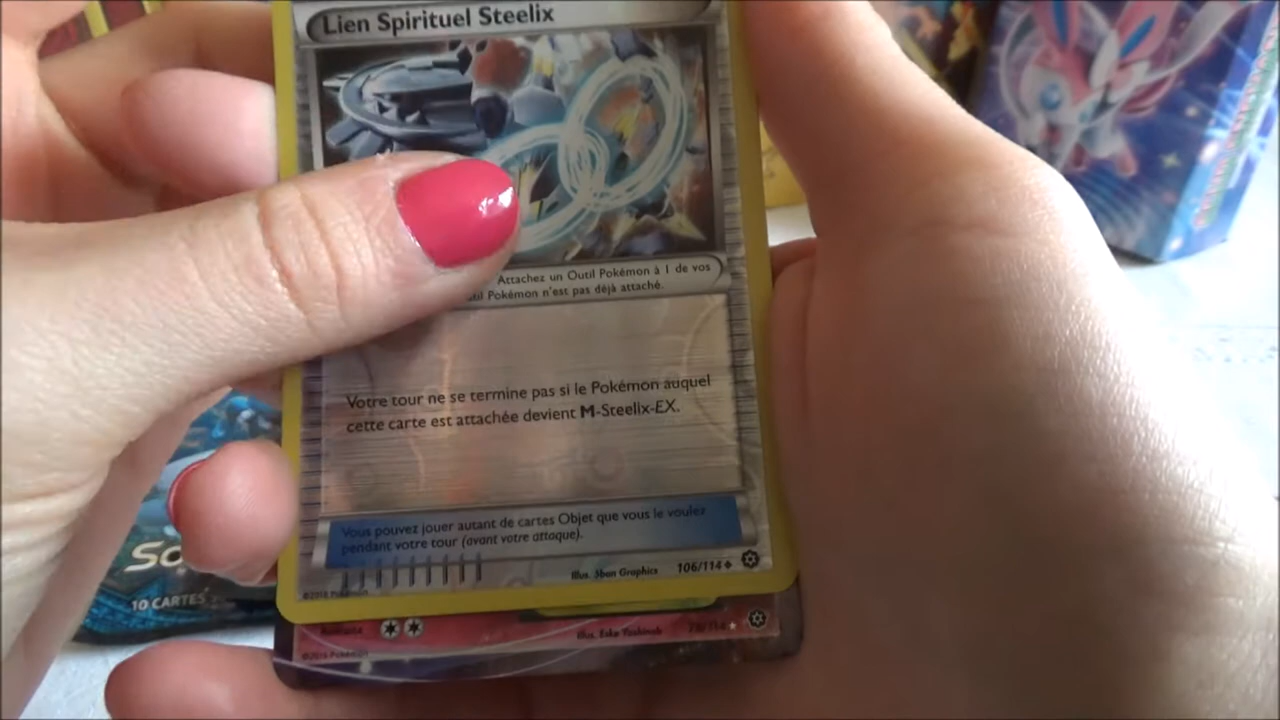 Lien Spirituel Steelix
Attachez un Outil Pokémon à 1 de vos
Outil Pokémon n'est pas déjà attaché.
Votre tour ne se termine pas si le Pokémon auquel
cette carte est attachée devient M-Steelix-EX.
Vous pouvez jouer autant de cartes Objet que vous le voulez
pendant votre tour (avant votre attaque).
Illus. 5ban Graphics 106/114
©2016 Pokémon
Illus. Eske Yoshinob
©2016 Pokémon
So
10 CARTES